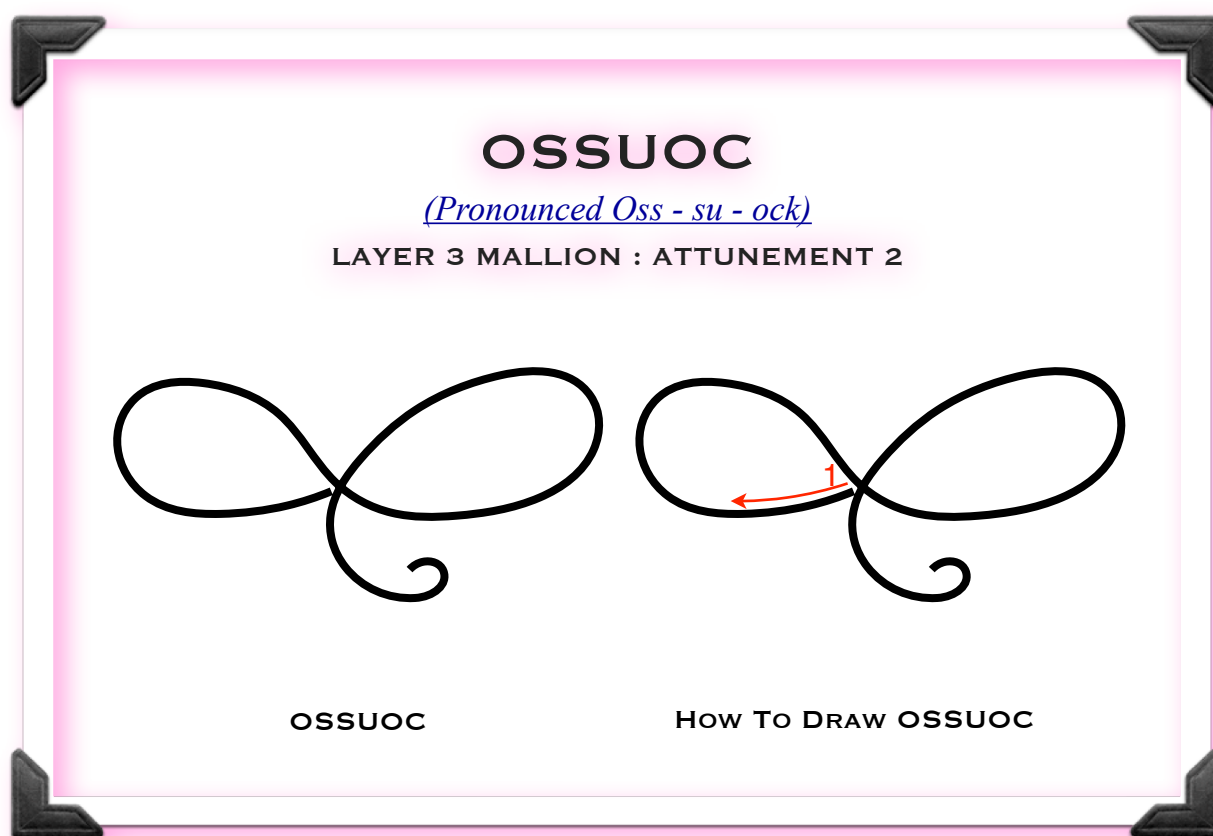 OSSUOC
(Pronounced Oss - su - ock)
LAYER 3 MALLION : ATTUNEMENT 2
1
OSSUOC
How To Draw OSSUOC